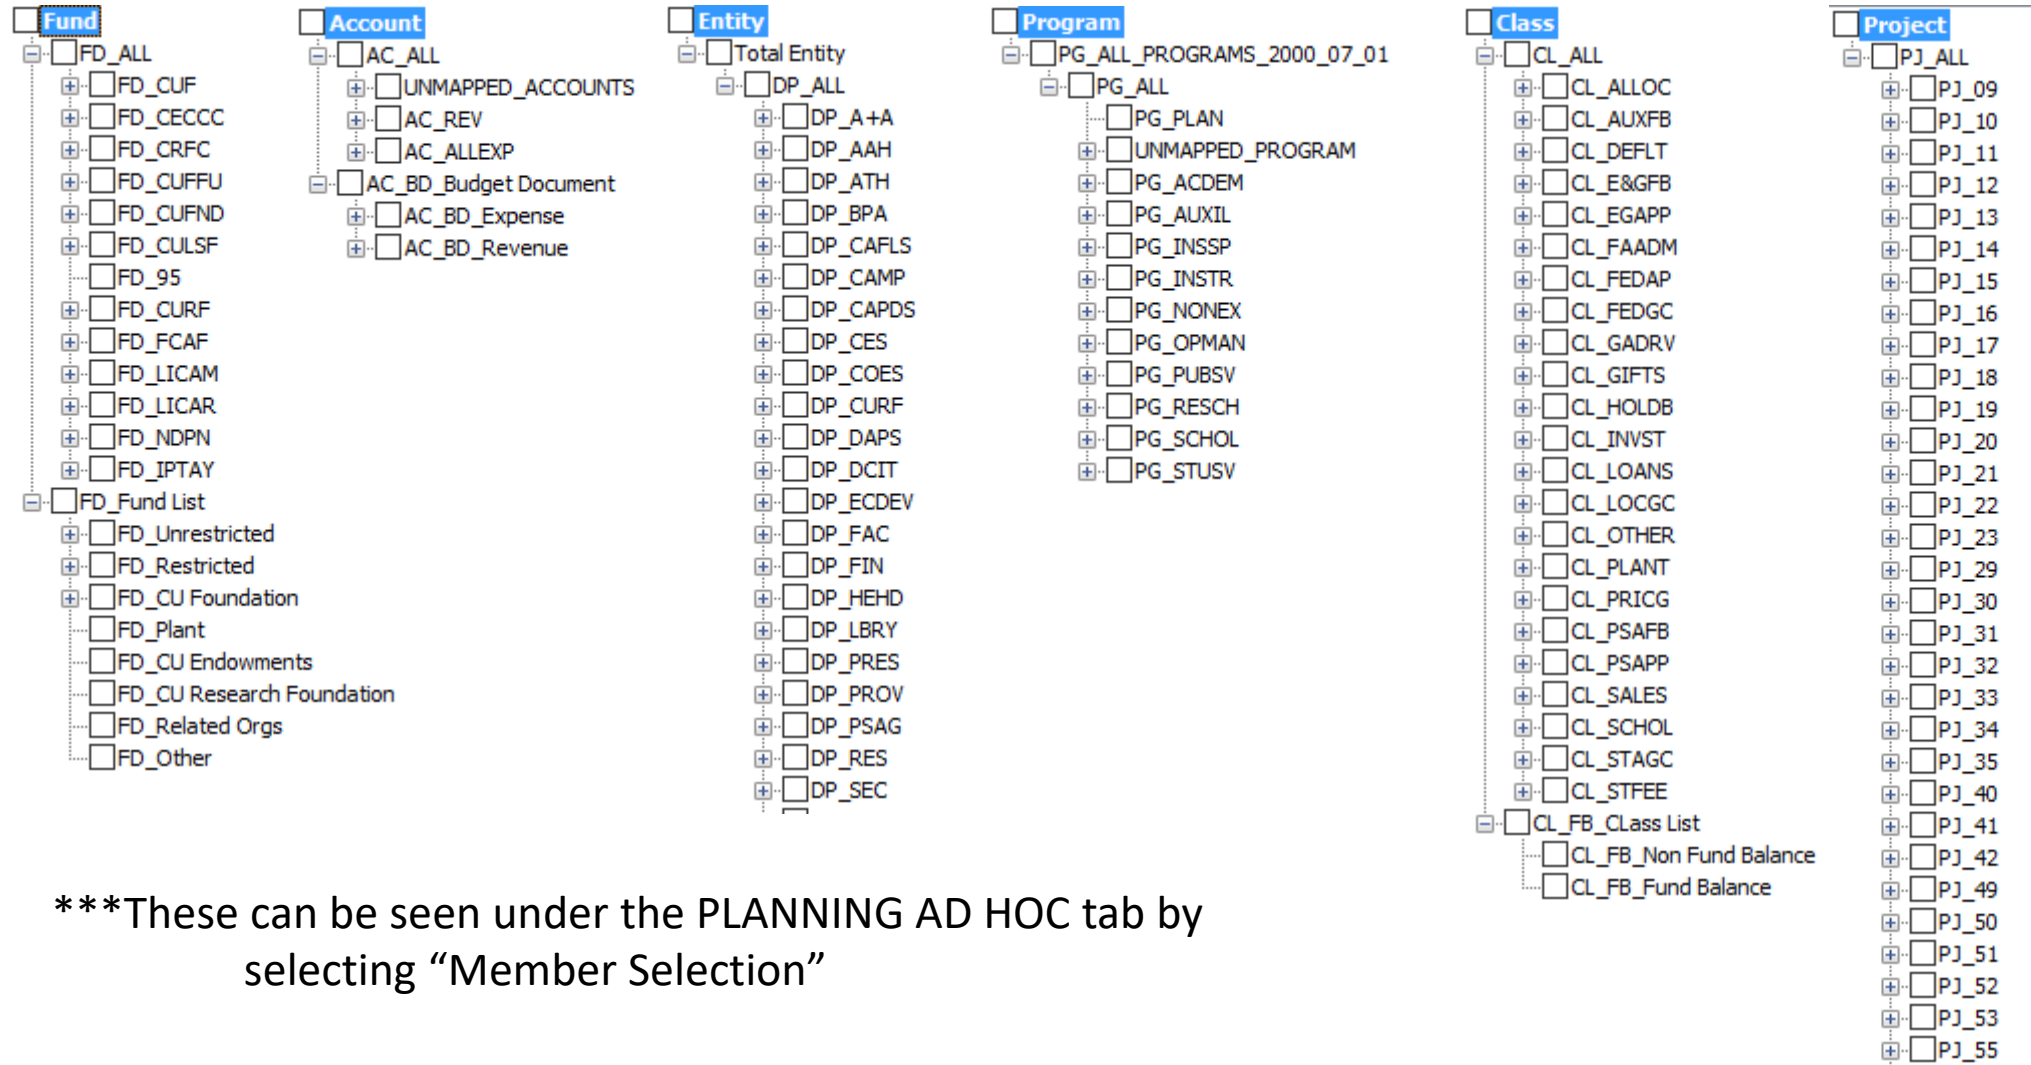 Fund
FD_ALL
FD_CUF
FD_CECCC
FD_CRFC
FD_CUFFU
FD_CUFND
FD_CULSF
FD_95
FD_CURF
FD_FCAF
FD_LICAM
FD_LICAR
FD_NDPN
FD_IPTAY
FD_Fund List
FD_Unrestricted
FD_Restricted
FD_CU Foundation
FD_Plant
FD_CU Endowments
FD_CU Research Foundation
FD_Related Orgs
FD_Other
Account
AC_ALL
UNMAPPED_ACCOUNTS
AC_REV
AC_ALLEXP
AC_BD_Budget Document
AC_BD_Expense
AC_BD_Revenue
Entity
Total Entity
DP_ALL
DP_A+A
DP_AAH
DP_ATH
DP_BPA
DP_CAFLS
DP_CAMP
DP_CAPDS
DP_CES
DP_COES
DP_CURF
DP_DAPS
DP_DCIT
DP_ECDEV
DP_FAC
DP_FIN
DP_HEHD
DP_LBRY
DP_PRES
DP_PROV
DP_PSAG
DP_RES
DP_SEC
Program
PG_ALL_PROGRAMS_2000_07_01
PG_ALL
PG_PLAN
UNMAPPED_PROGRAM
PG_ACDEM
PG_AUXIL
PG_INSSP
PG_INSTR
PG_NONEX
PG_OPMAN
PG_PUBSV
PG_RESCH
PG_SCHOL
PG_STUSV
Class
CL_ALL
CL_ALLOC
CL_AUXFB
CL_DEFLT
CL_E&GFB
CL_EGAPP
CL_FAADM
CL_FEDAP
CL_FEDGC
CL_GADRV
CL_GIFTS
CL_HOLDB
CL_INVST
CL_LOANS
CL_LOCGC
CL_OTHER
CL_PLANT
CL_PRICG
CL_PSAFB
CL_PSAPP
CL_SALES
CL_SCHOL
CL_STAGC
CL_STFEE
CL_FB_CLass List
CL_FB_Non Fund Balance
CL_FB_Fund Balance
Project
PJ_ALL
PJ_09
PJ_10
PJ_11
PJ_12
PJ_13
PJ_14
PJ_15
PJ_16
PJ_17
PJ_18
PJ_19
PJ_20
PJ_21
PJ_22
PJ_23
PJ_29
PJ_30
PJ_31
PJ_32
PJ_33
PJ_34
PJ_35
PJ_40
PJ_41
PJ_42
PJ_49
PJ_50
PJ_51
PJ_52
PJ_53
PJ_55
***These can be seen under the PLANNING AD HOC tab by
selecting “Member Selection”